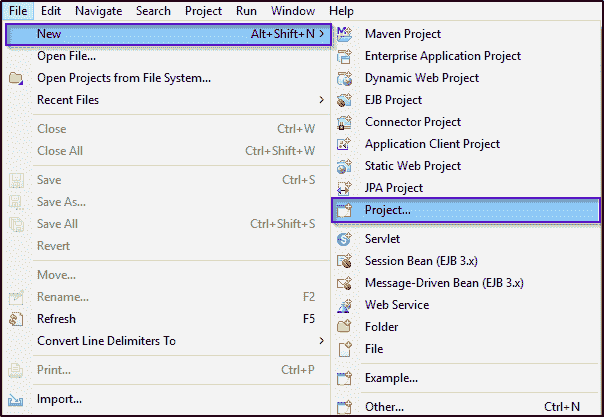 File Edit Navigate Search Project Run Window Help
New Alt+Shift+N
Open File...
Open Projects from File System...
Recent Files
Close Ctrl+W
Close All Ctrl+Shift+W
Save Ctrl+S
Save As...
Save All Ctrl+Shift+S
Revert
Move...
Rename... F2
Refresh F5
Convert Line Delimiters To
Print... Ctrl+P
Import...
Maven Project
Enterprise Application Project
Dynamic Web Project
EJB Project
Connector Project
Application Client Project
Static Web Project
JPA Project
Project...
Servlet
Session Bean (EJB 3.x)
Message-Driven Bean (EJB 3.x)
Web Service
Folder
File
Example...
Other... Ctrl+N